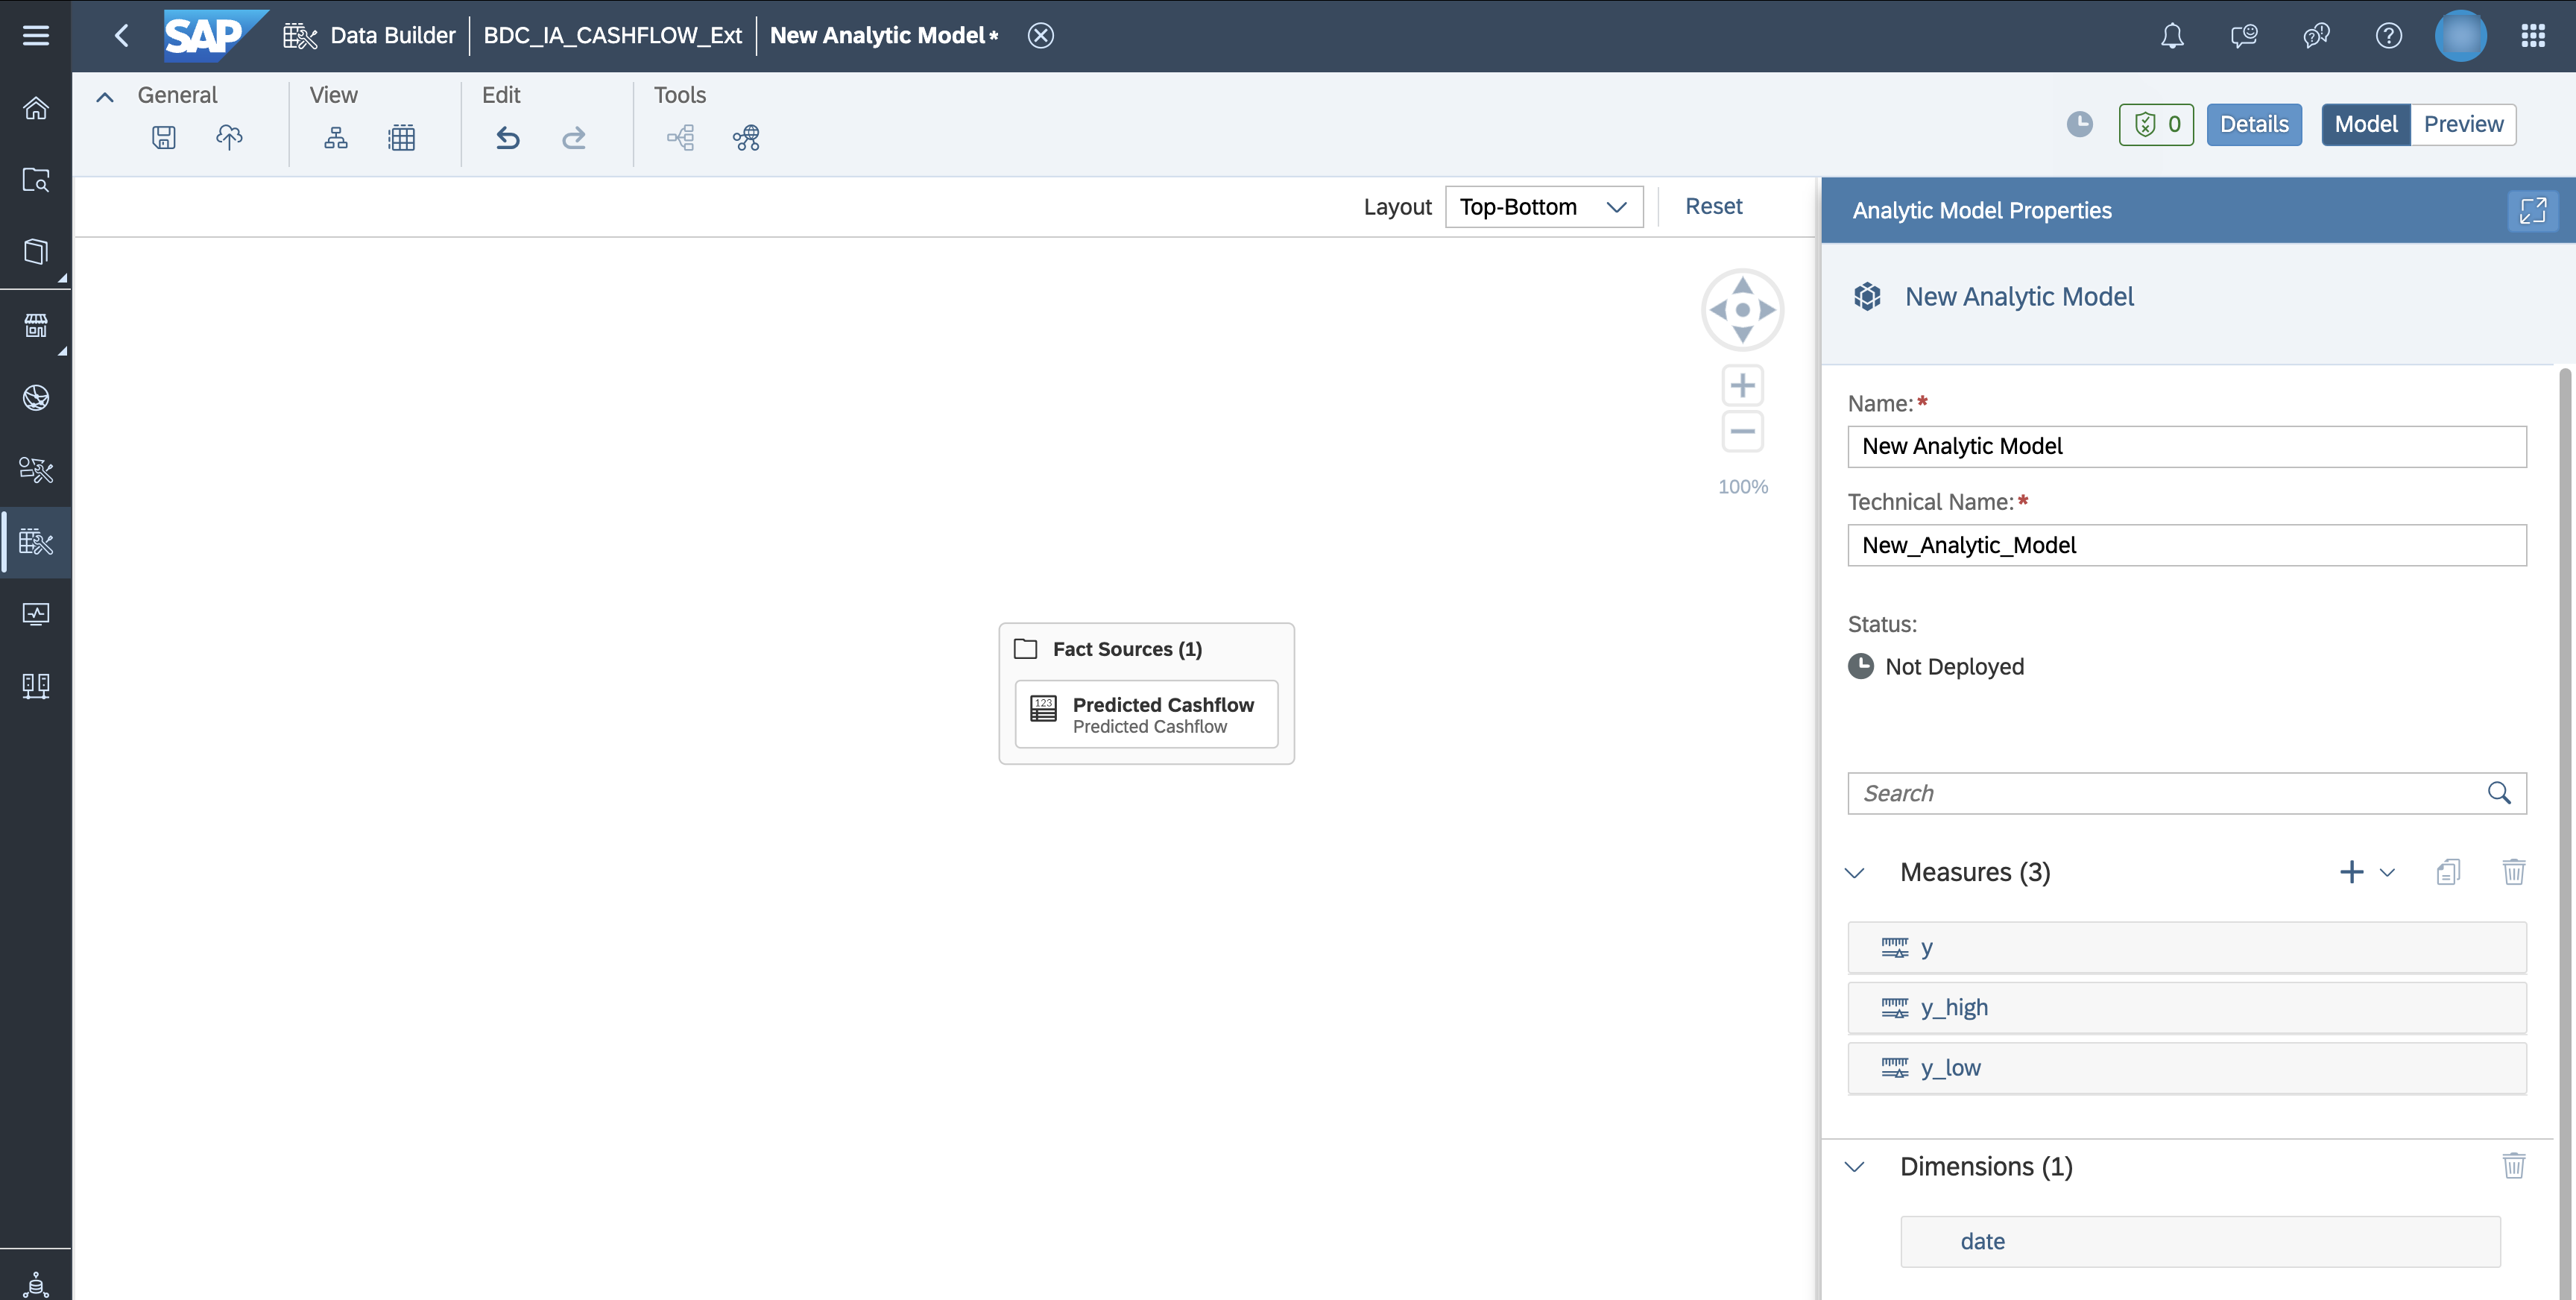 SAP Data Builder BDC_IA_CASHFLOW_Ext New Analytic Model*
General View Edit Tools
0 Details Model Preview
Layout Top-Bottom Reset
Analytic Model Properties
New Analytic Model
100%
Name:*
New Analytic Model
Technical Name:*
New_Analytic_Model
Status:
Not Deployed
Fact Sources (1)
123
Predicted Cashflow
Predicted Cashflow
Search
Measures (3)
y
y_high
y_low
Dimensions (1)
date